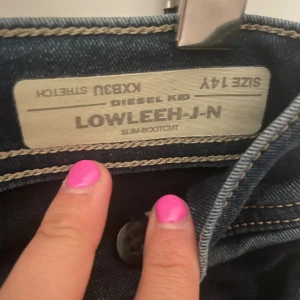 SIZE 14Y
KXB3U STRETCH
DIESEL KID
LOWLEEH-J-N
SLIM-BOOTCUT